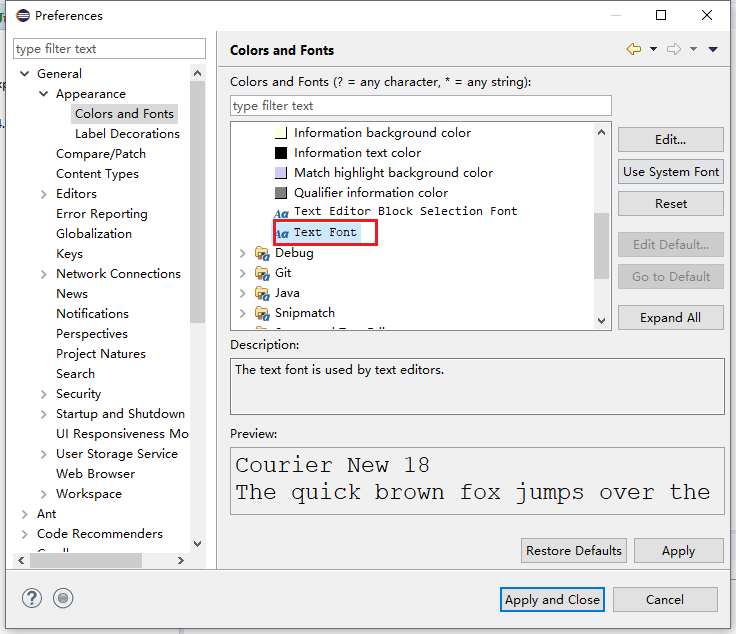 Preferences
type filter text
General
Appearance
Colors and Fonts
Label Decorations
Compare/Patch
Content Types
Editors
Error Reporting
Globalization
Keys
Network Connections
News
Notifications
Perspectives
Project Natures
Search
Security
Startup and Shutdown
UI Responsiveness Mo
User Storage Service
Web Browser
Workspace
Ant
Code Recommenders
Colors and Fonts
Colors and Fonts (? = any character, * = any string):
type filter text
Information background color
Information text color
Match highlight background color
Qualifier information color
Aa Text Editor Block Selection Font
Aa Text Font
Debug
Git
Java
Snipmatch
Edit...
Use System Font
Reset
Edit Default...
Go to Default
Expand All
Description:
The text font is used by text editors.
Preview:
Courier New 18
The quick brown fox jumps over the
Restore Defaults
Apply
?
Apply and Close
Cancel